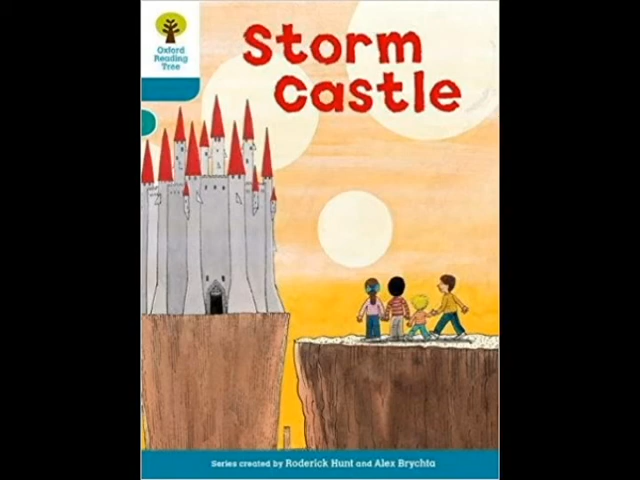 Oxford
Reading
Tree
Storm
Castle
Series created by Roderick Hunt and Alex Brychta